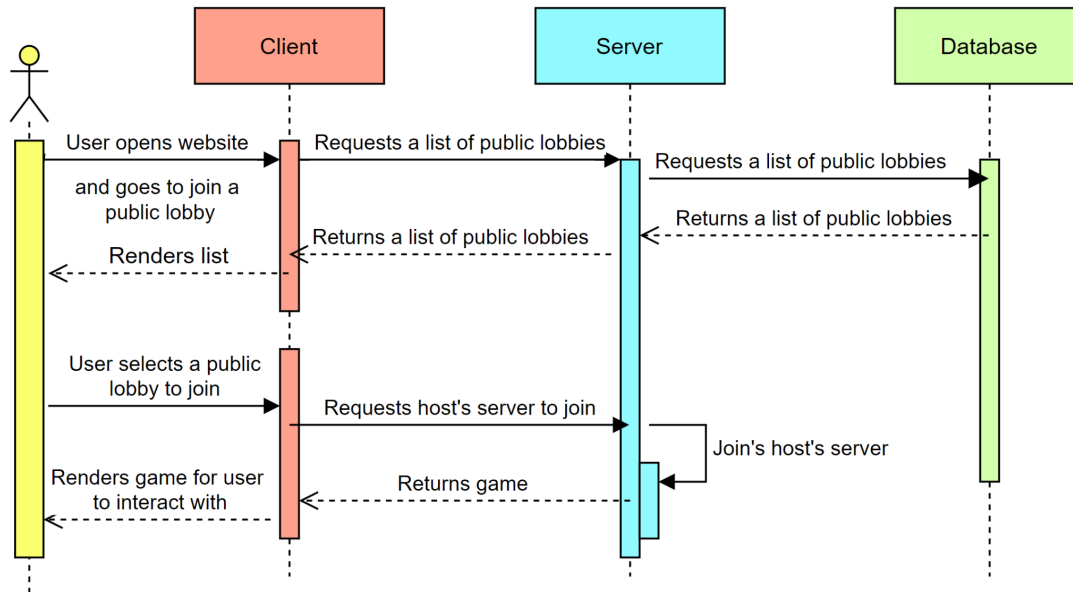 Client
Server
Database
User opens website
Requests a list of public lobbies
Requests a list of public lobbies
and goes to join a
public lobby
Returns a list of public lobbies
Returns a list of public lobbies
Renders list
User selects a public
lobby to join
Requests host's server to join
Join's host's server
Returns game
Renders game for user
to interact with